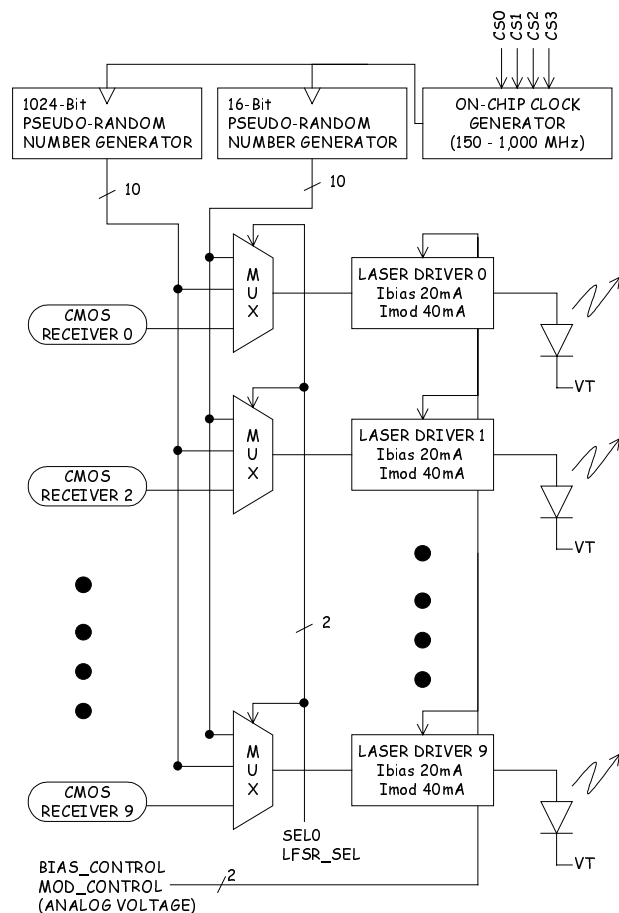 CS0
CS1
CS2
CS3
1024-Bit
PSEUDO-RANDOM
NUMBER GENERATOR
16-Bit
PSEUDO-RANDOM
NUMBER GENERATOR
ON-CHIP CLOCK
GENERATOR
(150 - 1,000 MHz)
10
10
MUX
LASER DRIVER 0
Ibias 20mA
Imod 40mA
CMOS
RECEIVER 0
VT
MUX
LASER DRIVER 1
Ibias 20mA
Imod 40mA
CMOS
RECEIVER 2
VT
2
MUX
LASER DRIVER 9
Ibias 20mA
Imod 40mA
CMOS
RECEIVER 9
VT
SEL0
LFSR_SEL
BIAS_CONTROL
MOD_CONTROL
(ANALOG VOLTAGE)
2